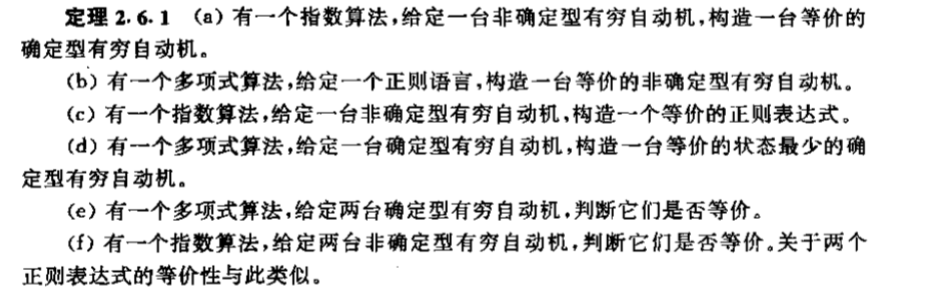 定理 2.6.1 (a) 有一个指数算法,给定一台非确定型有穷自动机,构造一台等价的
确定型有穷自动机。
(b) 有一个多项式算法,给定一个正则语言,构造一台等价的非确定型有穷自动机。
(c) 有一个指数算法,给定一台非确定型有穷自动机,构造一个等价的正则表达式。
(d) 有一个多项式算法,给定一台确定型有穷自动机,构造一台等价的状态最少的确
定型有穷自动机。
(e) 有一个多项式算法,给定两台确定型有穷自动机,判断它们是否等价。
(f) 有一个指数算法,给定两台非确定型有穷自动机,判断它们是否等价。关于两个
正则表达式的等价性与此类似。